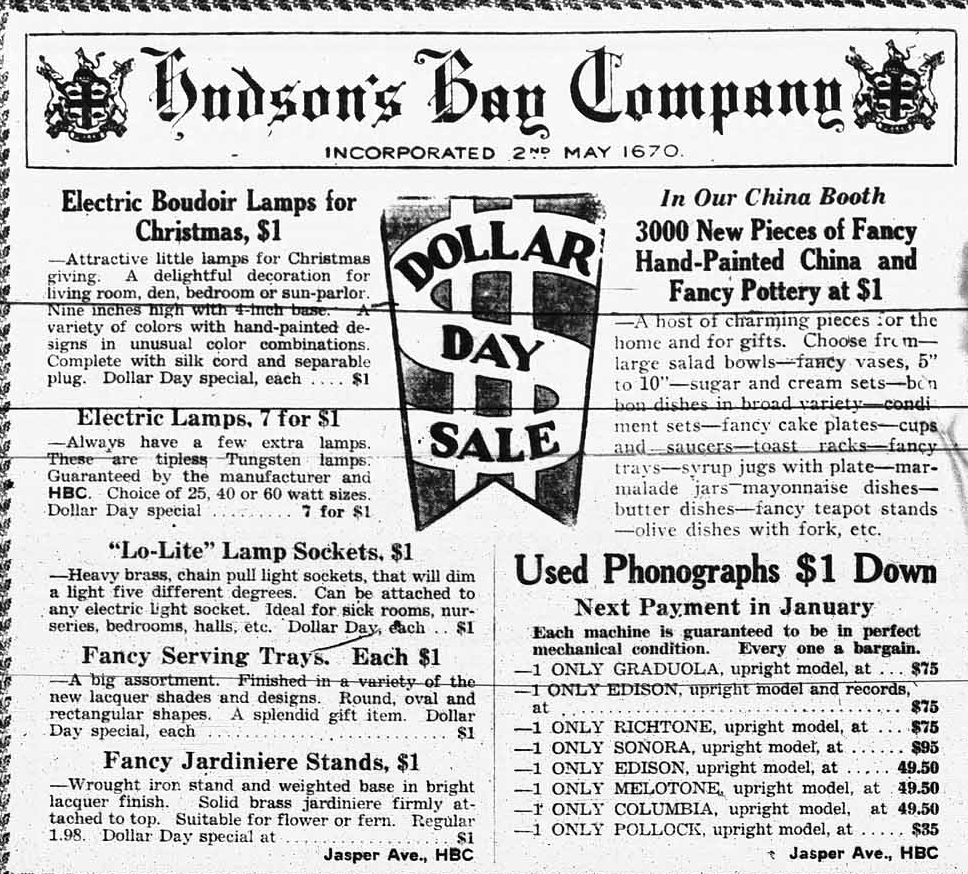 Hudson's Bay Company
INCORPORATED 2ND MAY 1670.
Electric Boudoir Lamps for
Christmas, $1
—Attractive little lamps for Christmas
giving. A delightful decoration for
living room, den, bedroom or sun-parlor.
Nine inches high with 4-inch base. A
variety of colors with hand-painted de-
signs in unusual color combinations.
Complete with silk cord and separable
plug. Dollar Day special, each .... $1
Electric Lamps, 7 for $1
—Always have a few extra lamps.
These are tipless Tungsten lamps.
Guaranteed by the manufacturer and
HBC. Choice of 25, 40 or 60 watt sizes.
Dollar Day special .......... 7 for $1
DOLLAR
DAY
SALE
In Our China Booth
3000 New Pieces of Fancy
Hand-Painted China and
Fancy Pottery at $1
—A host of charming pieces for the
home and for gifts. Choose from—
large salad bowls—fancy vases, 5"
to 10"—sugar and cream sets—bon
bon dishes in broad variety—condi
ment sets—fancy cake plates—cups
and saucers—toast racks—fancy
trays—syrup jugs with plate—mar-
malade jars—mayonnaise dishes—
butter dishes—fancy teapot stands
—olive dishes with fork, etc.
"Lo-Lite" Lamp Sockets, $1
—Heavy brass, chain pull light sockets, that will dim
a light five different degrees. Can be attached to
any electric light socket. Ideal for sick rooms, nur-
series, bedrooms, halls, etc. Dollar Day, each .. $1
Fancy Serving Trays. Each $1
—A big assortment. Finished in a variety of the
new lacquer shades and designs. Round, oval and
rectangular shapes. A splendid gift item. Dollar
Day special, each .......................... $1
Fancy Jardiniere Stands, $1
—Wrought iron stand and weighted base in bright
lacquer finish. Solid brass jardiniere firmly at-
tached to top. Suitable for flower or fern. Regular
1.98. Dollar Day special at .................. $1
Jasper Ave., HBC
Used Phonographs $1 Down
Next Payment in January
Each machine is guaranteed to be in perfect
mechanical condition. Every one a bargain.
—1 ONLY GRADUOLA, upright model, at ... $75
—1 ONLY EDISON, upright model and records,
at .................................... $75
—1 ONLY RICHTONE, upright model, at ... $75
—1 ONLY SONORA, upright model, at ...... $95
—1 ONLY EDISON, upright model, at ..... 49.50
—1 ONLY MELOTONE, upright model, at . 49.50
—1 ONLY COLUMBIA, upright model, at 49.50
—1 ONLY POLLOCK, upright model, at ..... $35
Jasper Ave., HBC